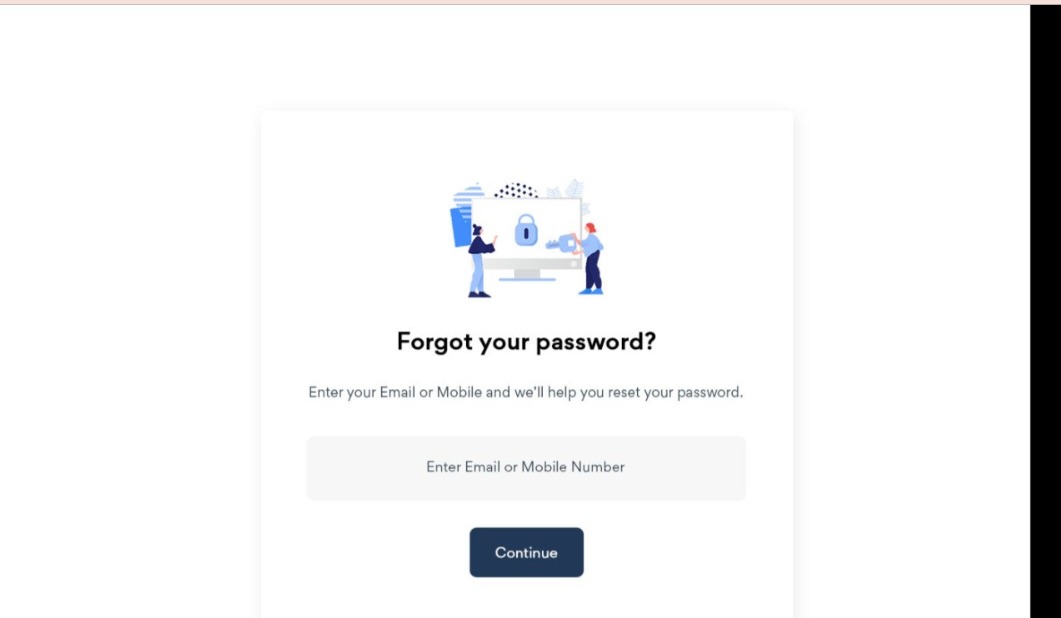 Forgot your password?
Enter your Email or Mobile and we'll help you reset your password.
Enter Email or Mobile Number
Continue